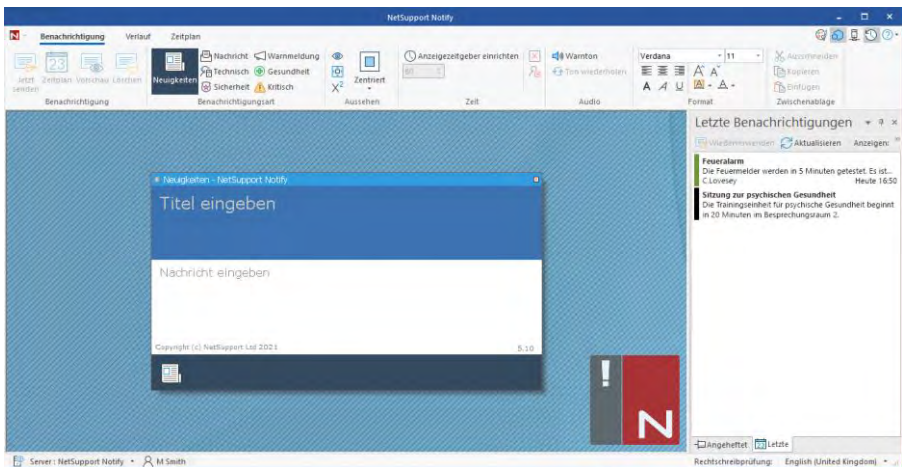 NetSupport Notify
Benachrichtigung Verlauf Zeitplan
Jetzt senden Zeitplan Vorschau Löschen
Benachrichtigung
Neuigkeiten
Nachricht Warnmeldung
Technisch Gesundheit
Sicherheit Kritisch
Benachrichtigungsart
X²
Zentriert
Aussehen
Anzeigezeitgeber einrichten
60
Zeit
Warnton
Ton wiederholen
Audio
Verdana 11
A A
A A U A A
Format
Ausschneiden
Kopieren
Einfügen
Zwischenablage
Neuigkeiten - NetSupport Notify
Titel eingeben
Nachricht eingeben
Copyright (c) NetSupport Ltd 2021 5.10
! N
Letzte Benachrichtigungen
Wiederverwenden Aktualisieren Anzeigen:
Feueralarm
Die Feuermelder werden in 5 Minuten getestet. Es ist...
C.Lovesey Heute 16:50
Sitzung zur psychischen Gesundheit
Die Trainingseinheit für psychische Gesundheit beginnt
in 20 Minuten im Besprechungsraum 2.
Angeheftet Letzte
Server: NetSupport Notify M Smith Rechtschreibprüfung: English (United Kingdom)